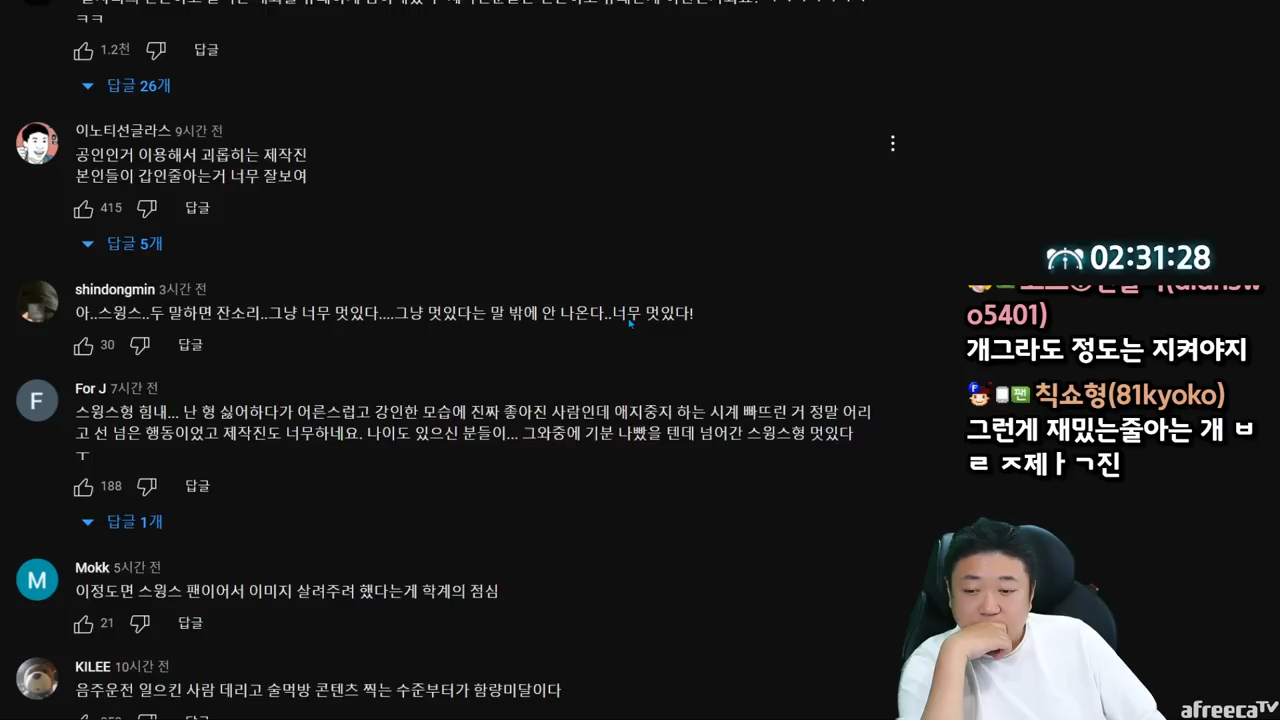 ㅋㅋ
1.2천 답글
답글 26개
이노티선글라스 9시간 전
공인인거 이용해서 괴롭히는 제작진
본인들이 갑인줄아는거 너무 잘보여
415 답글
답글 5개
shindongmin 3시간 전
아..스윙스..두 말하면 잔소리..그냥 너무 멋있다....그냥 멋있다는 말 밖에 안 나온다..너무 멋있다!
30 답글
F
For J 7시간 전
스윙스형 힘내... 난 형 싫어하다가 어른스럽고 강인한 모습에 진짜 좋아진 사람인데 애지중지 하는 시계 빠뜨린 거 정말 어리
고 선 넘은 행동이었고 제작진도 너무하네요. 나이도 있으신 분들이... 그와중에 기분 나빴을 텐데 넘어간 스윙스형 멋있다
ㅜ
188 답글
답글 1개
M
Mokk 5시간 전
이정도면 스윙스 팬이어서 이미지 살려주려 했다는게 학계의 점심
21 답글
KILEE 10시간 전
음주운전 일으킨 사람 데리고 술먹방 콘텐츠 찍는 수준부터가 함량미달이다
02:31:28
o5401)
개그라도 정도는 지켜야지
F 팬 칙쇼형(81kyoko)
그런게 재밌는줄아는 개 ㅂ
ㄹ ㅈ제ㅏㄱ진
afreecaTV